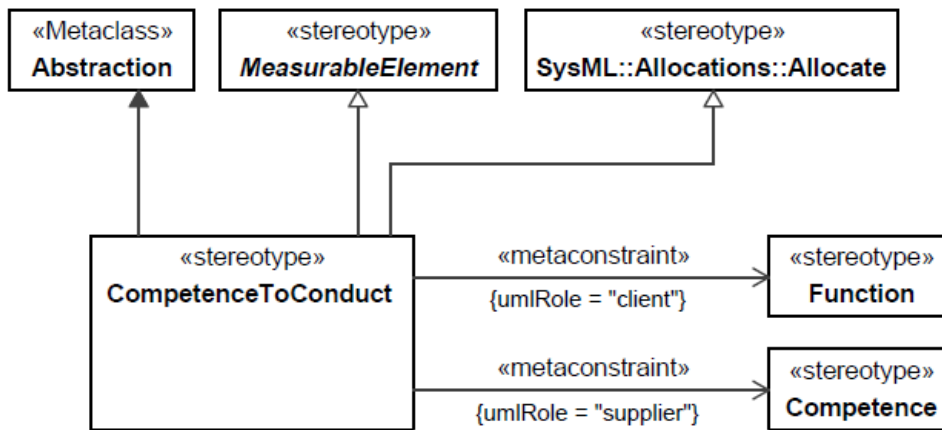 «Metaclass»
Abstraction
«stereotype»
MeasurableElement
«stereotype»
SysML::Allocations::Allocate
«stereotype»
CompetenceToConduct
«metaconstraint»
{umlRole = "client"}
«stereotype»
Function
«metaconstraint»
{umlRole = "supplier"}
«stereotype»
Competence